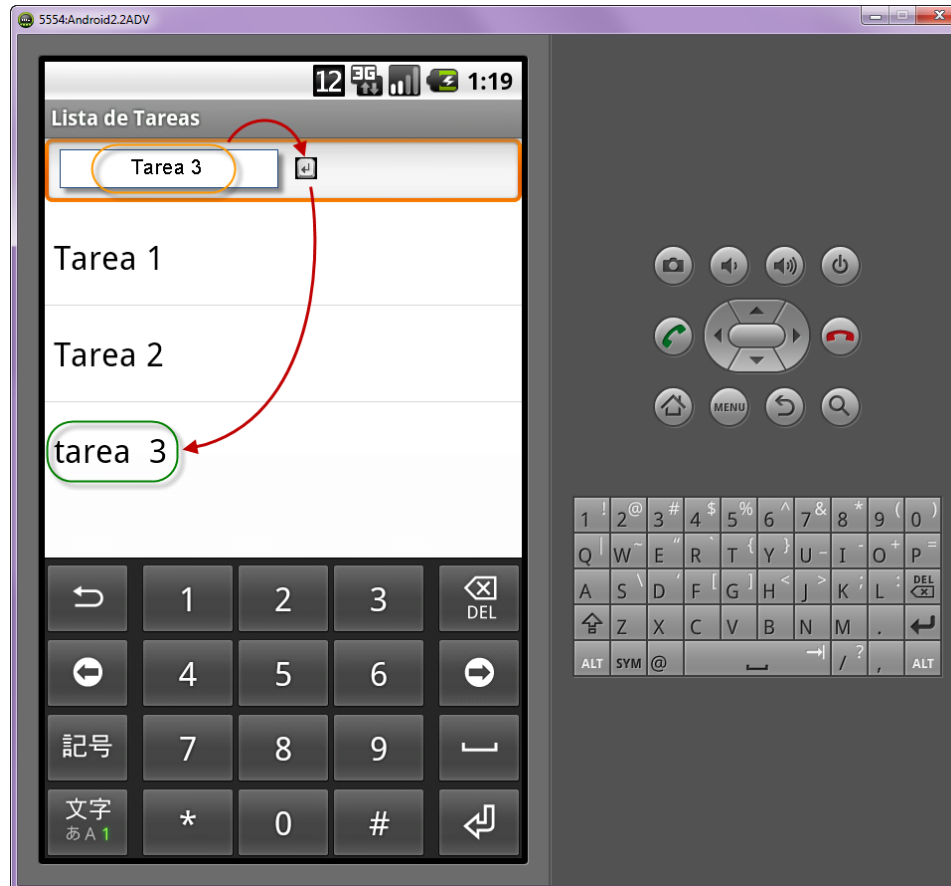 5554:Android2.2ADV
12 3G 1:19
Lista de Tareas
Tarea 3
Tarea 1
Tarea 2
tarea 3
1 2 3 DEL
4 5 6
記号 7 8 9
文字 あA1 * 0 #
MENU
1 ! 2 @ 3 # 4 $ 5 % 6 ^ 7 & 8 * 9 ( 0 )
Q | W ~ E " R ` T { Y } U _ I - O + P =
A S \ D ' F [ G ] H < J > K ; L : DEL
Z X C V B N M .
ALT SYM @ / ? , ALT